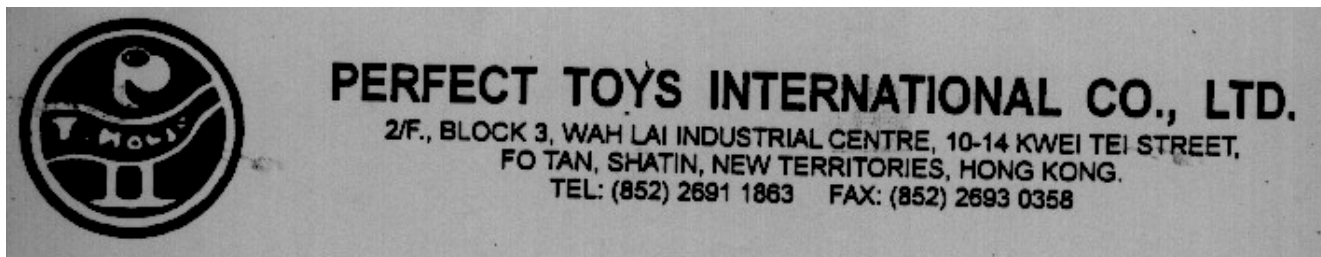 PERFECT TOYS INTERNATIONAL CO., LTD.
2/F., BLOCK 3, WAH LAI INDUSTRIAL CENTRE, 10-14 KWEI TEI STREET,
FO TAN, SHATIN, NEW TERRITORIES, HONG KONG.
TEL: (852) 2691 1863 FAX: (852) 2693 0358